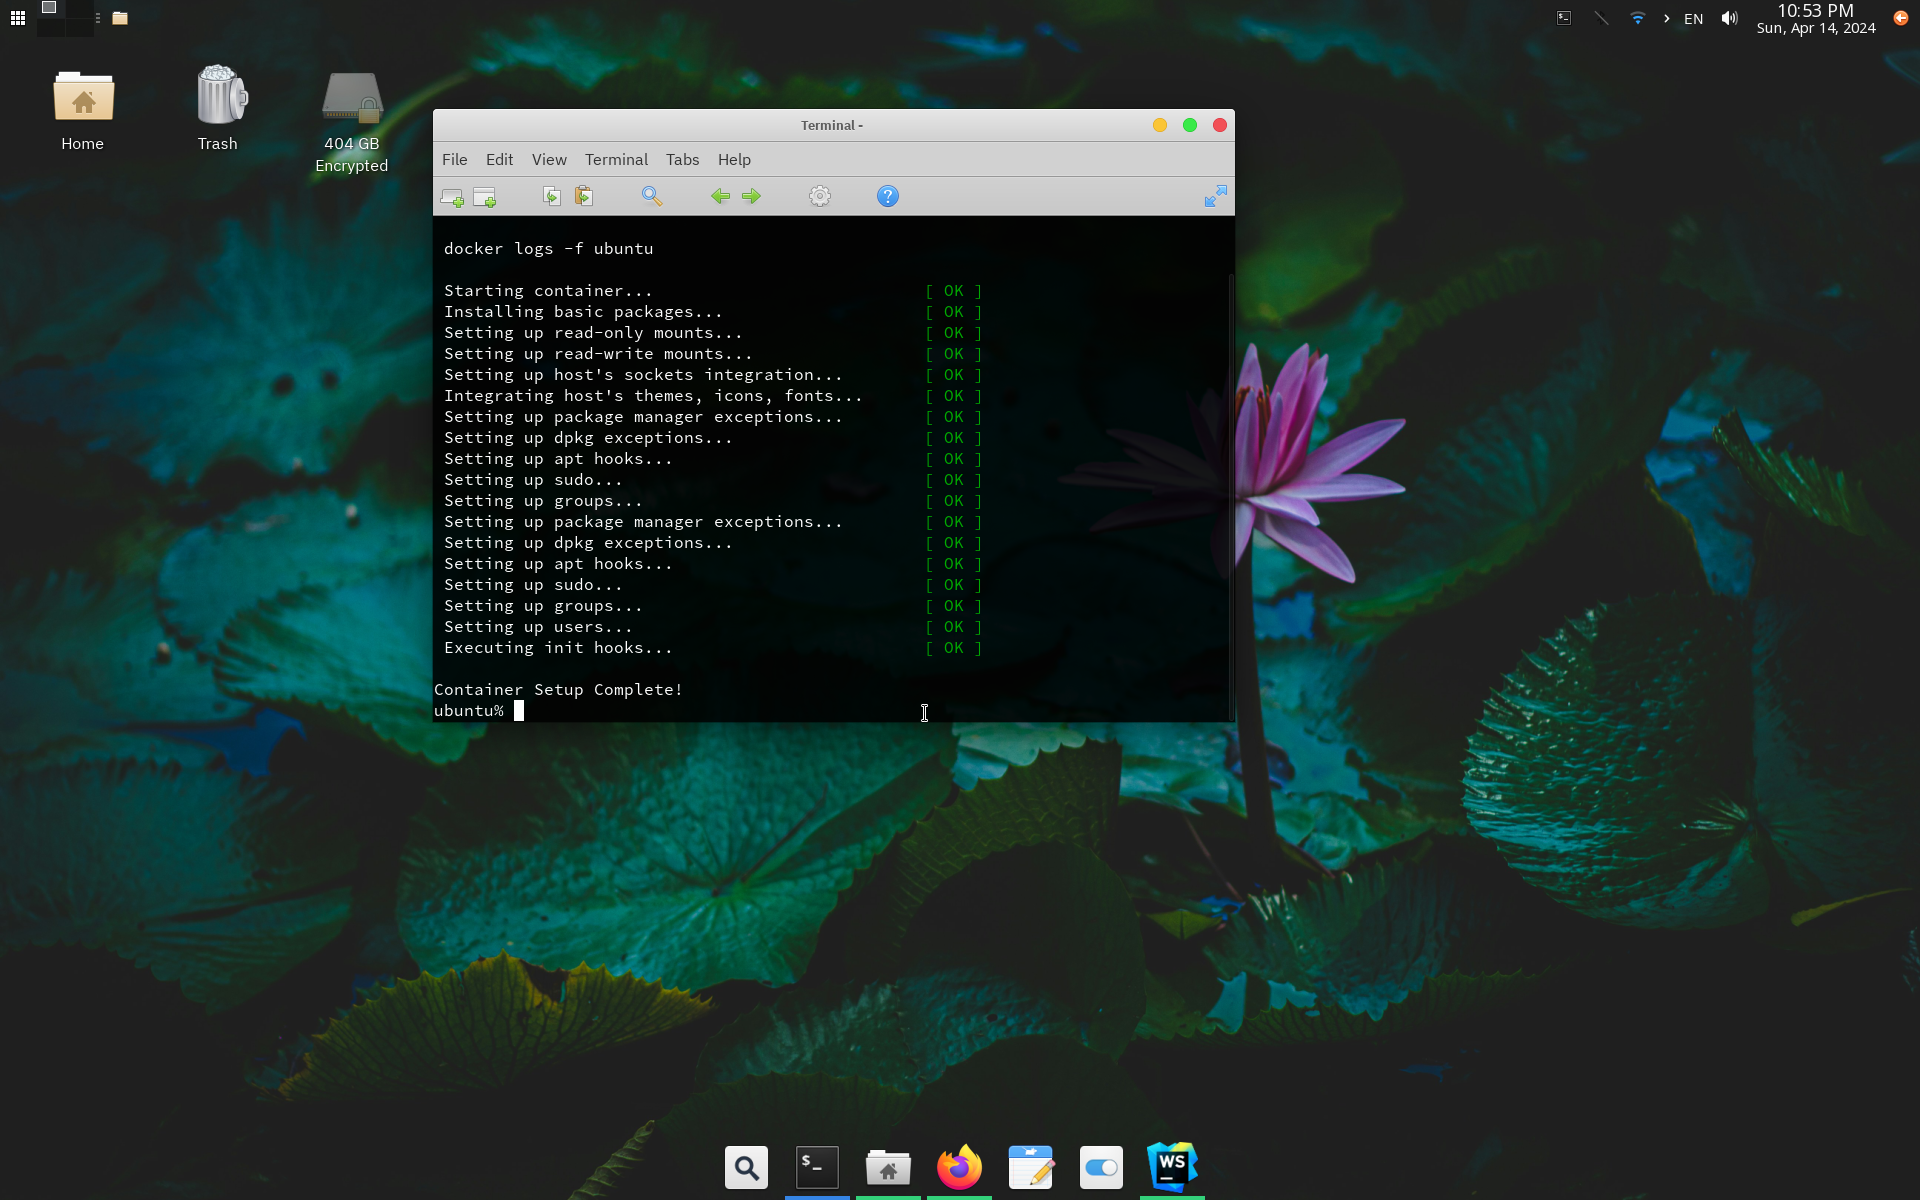 EN
10:53 PM
Sun, Apr 14, 2024
Home
Trash
404 GB
Encrypted
Terminal -
File Edit View Terminal Tabs Help
docker logs -f ubuntu
Starting container... [ OK ]
Installing basic packages... [ OK ]
Setting up read-only mounts... [ OK ]
Setting up read-write mounts... [ OK ]
Setting up host's sockets integration... [ OK ]
Integrating host's themes, icons, fonts... [ OK ]
Setting up package manager exceptions... [ OK ]
Setting up dpkg exceptions... [ OK ]
Setting up apt hooks... [ OK ]
Setting up sudo... [ OK ]
Setting up groups... [ OK ]
Setting up package manager exceptions... [ OK ]
Setting up dpkg exceptions... [ OK ]
Setting up apt hooks... [ OK ]
Setting up sudo... [ OK ]
Setting up groups... [ OK ]
Setting up users... [ OK ]
Executing init hooks... [ OK ]
Container Setup Complete!
ubuntu%
$_
WS